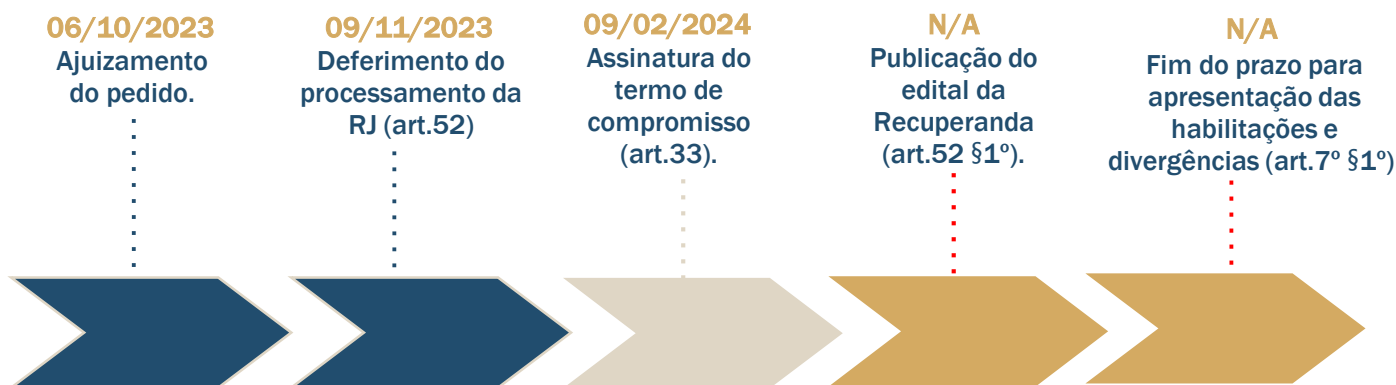 06/10/2023
Ajuizamento
do pedido.
09/11/2023
Deferimento do
processamento da
RJ (art.52)
09/02/2024
Assinatura do
termo de
compromisso
(art.33).
N/A
Publicação do
edital da
Recuperanda
(art.52 §1º).
N/A
Fim do prazo para
apresentação das
habilitações e
divergências (art.7º §1º)